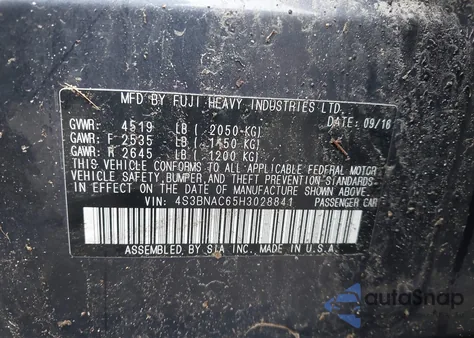 MFD BY FUJI HEAVY INDUSTRIES LTD.
DATE: 09/16
GVWR: 4519 LB ( 2050 KG)
GAWR: F 2535 LB ( 1150 KG)
GAWR: R 2645 LB ( 1200 KG)
THIS VEHICLE CONFORMS TO ALL APPLICABLE FEDERAL MOTOR
VEHICLE SAFETY, BUMPER, AND THEFT PREVENTION STANDARDS
IN EFFECT ON THE DATE OF MANUFACTURE SHOWN ABOVE.
VIN: 4S3BNAC65H3028841 PASSENGER CAR
ASSEMBLED BY SIA INC. MADE IN U.S.A.
autoSnap